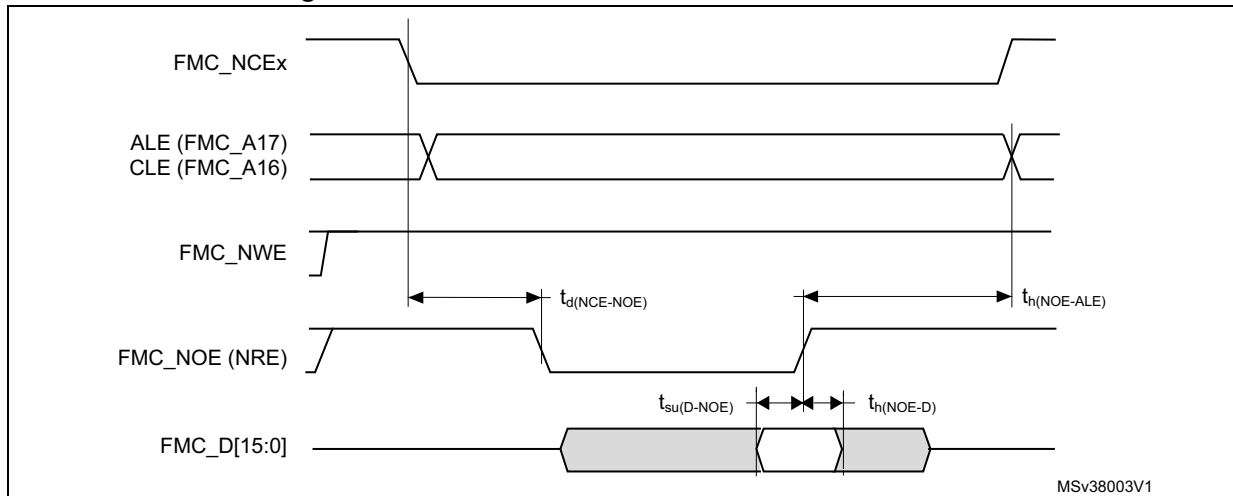 FMC_NCEx
ALE (FMC_A17)
CLE (FMC_A16)
FMC_NWE
td(NCE-NOE)
th(NOE-ALE)
FMC_NOE (NRE)
tsu(D-NOE)
th(NOE-D)
FMC_D[15:0]
MSv38003V1